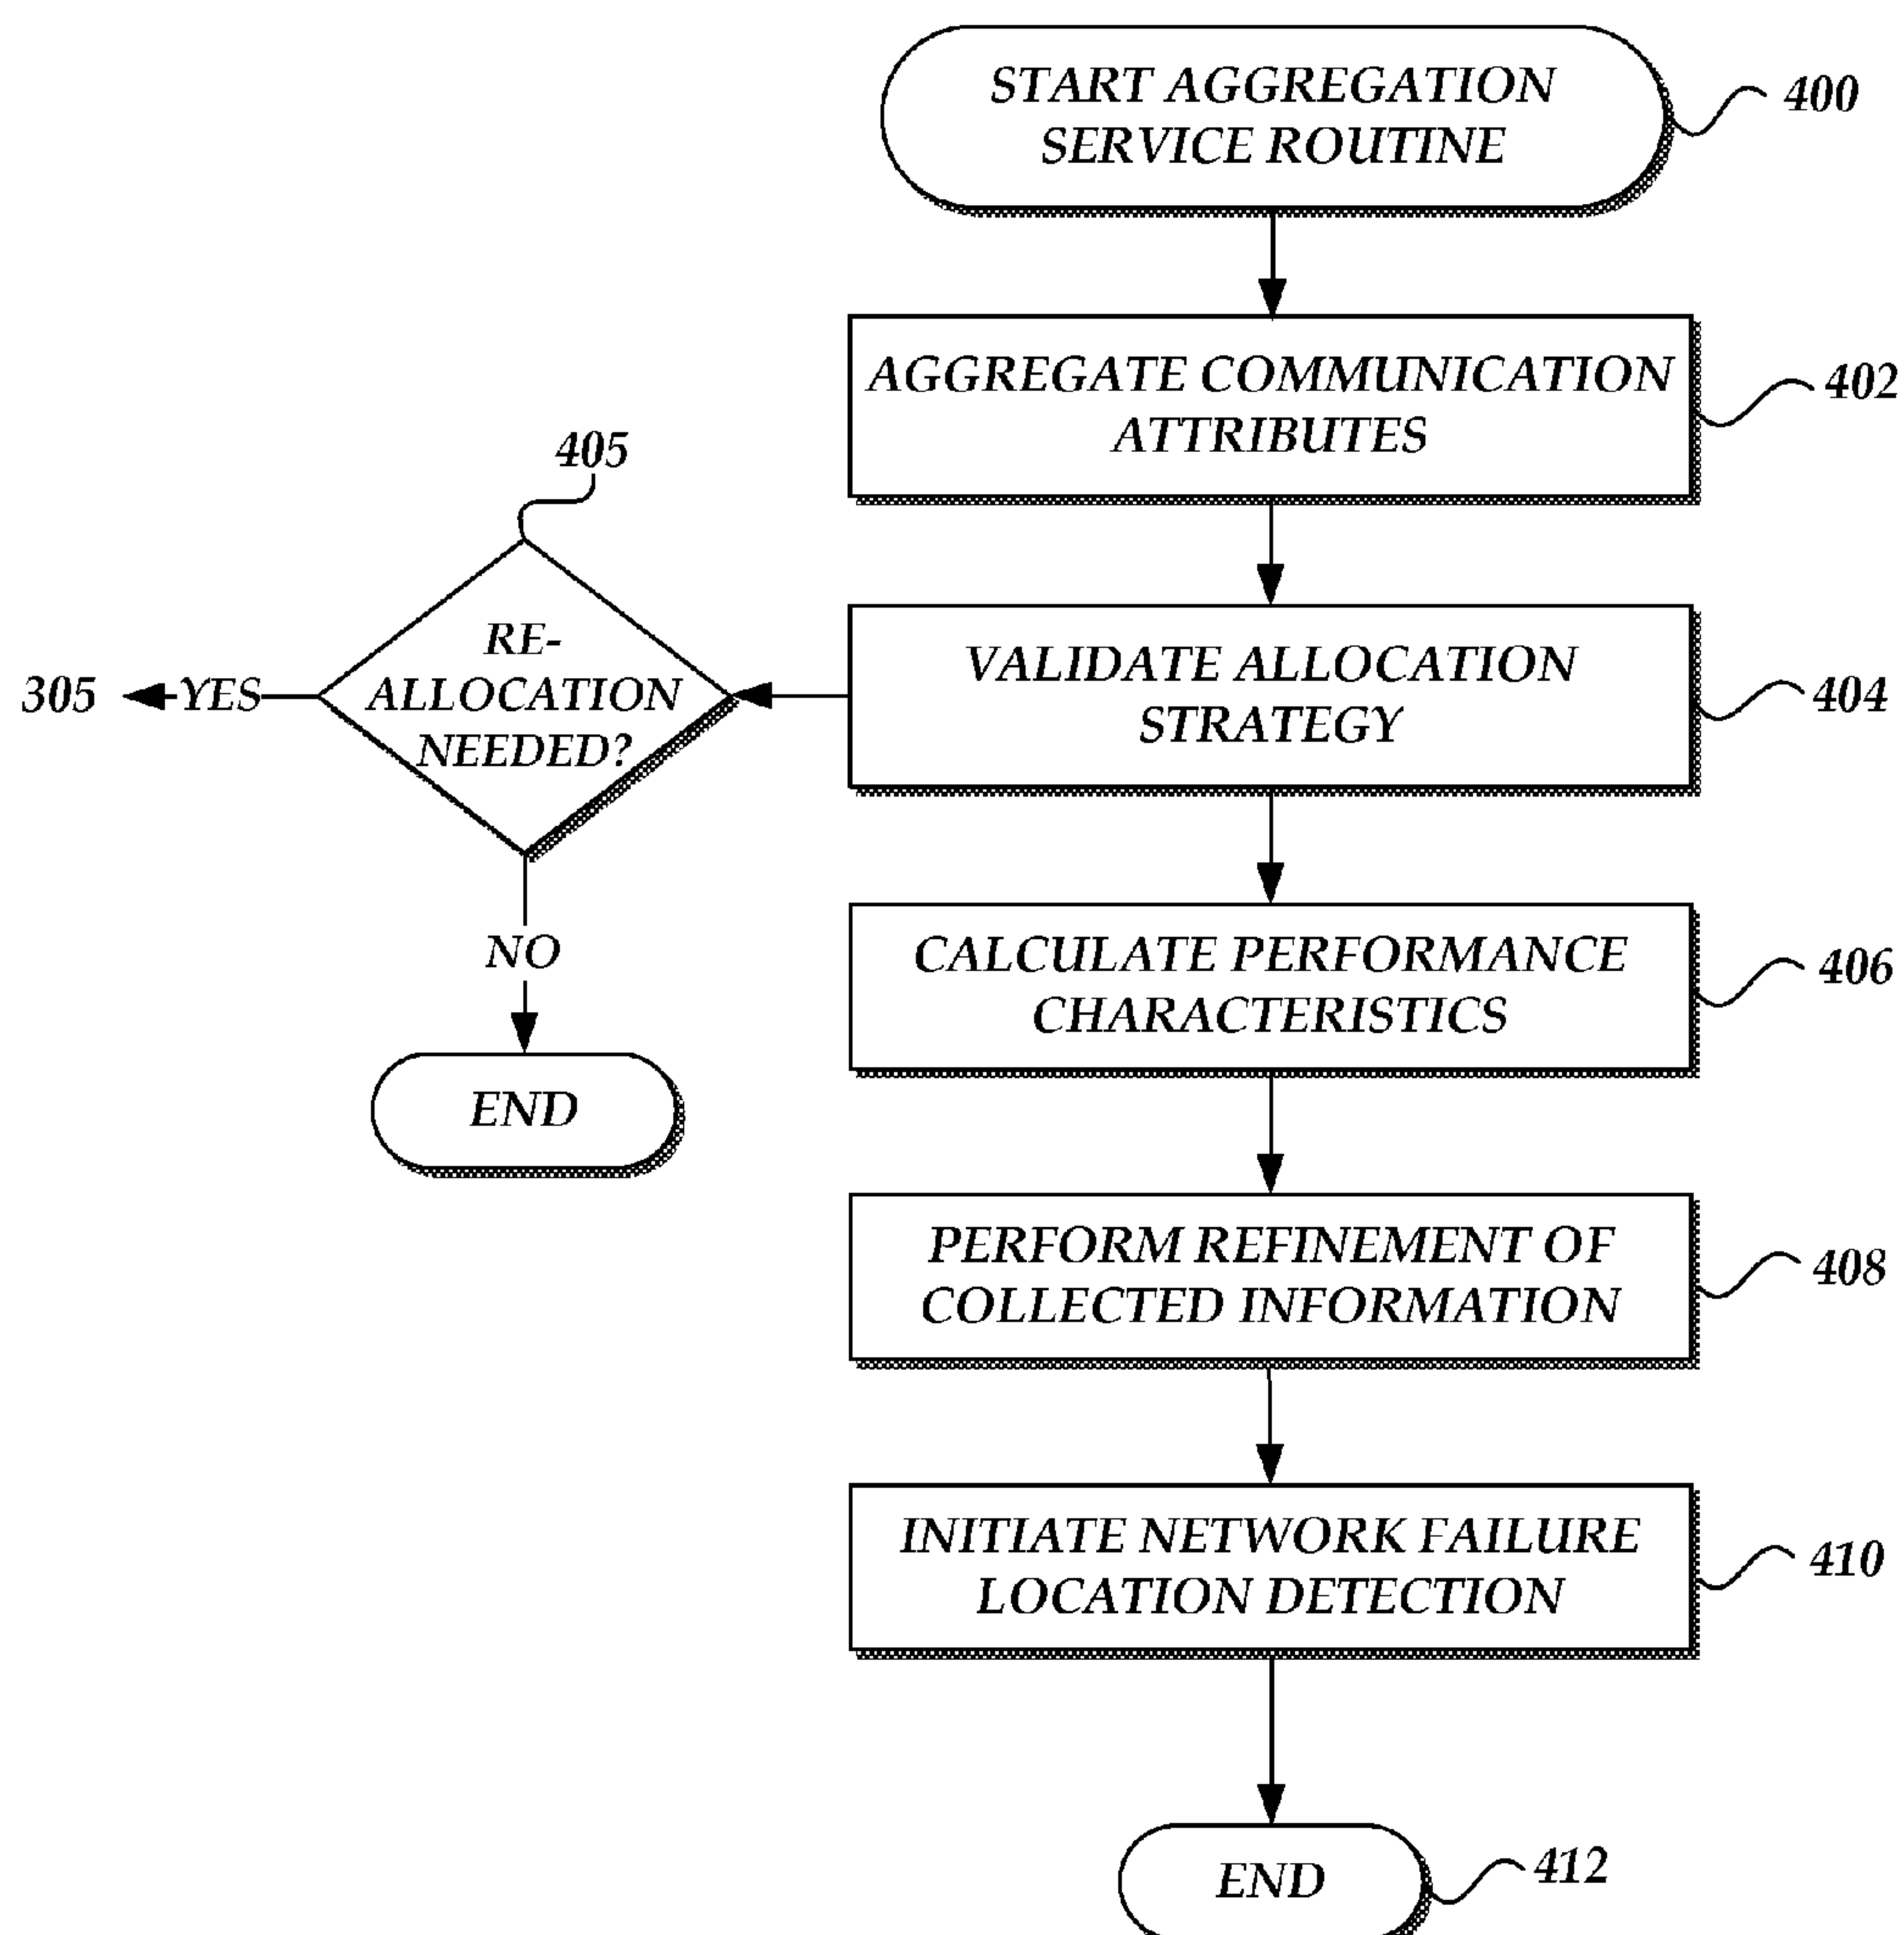 START AGGREGATION
SERVICE ROUTINE
400
AGGREGATE COMMUNICATION
ATTRIBUTES
402
405
RE-
ALLOCATION
NEEDED?
305
YES
VALIDATE ALLOCATION
STRATEGY
404
NO
END
CALCULATE PERFORMANCE
CHARACTERISTICS
406
PERFORM REFINEMENT OF
COLLECTED INFORMATION
408
INITIATE NETWORK FAILURE
LOCATION DETECTION
410
END
412